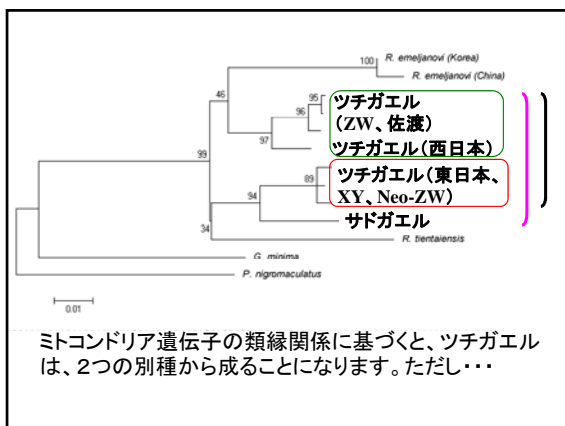 R. emeljanovi (Korea)
100
R. emeljanovi (China)
46
95
ツチガエル
96
（ZW、佐渡）
97
ツチガエル（西日本）
99
ツチガエル（東日本、
89
XY、Neo-ZW）
94
サドガエル
34
R. tientaiensis
G. minima
P. nigromaculatus
0.01
ミトコンドリア遺伝子の類縁関係に基づくと、ツチガエル
は、２つの別種から成ることになります。ただし・・・